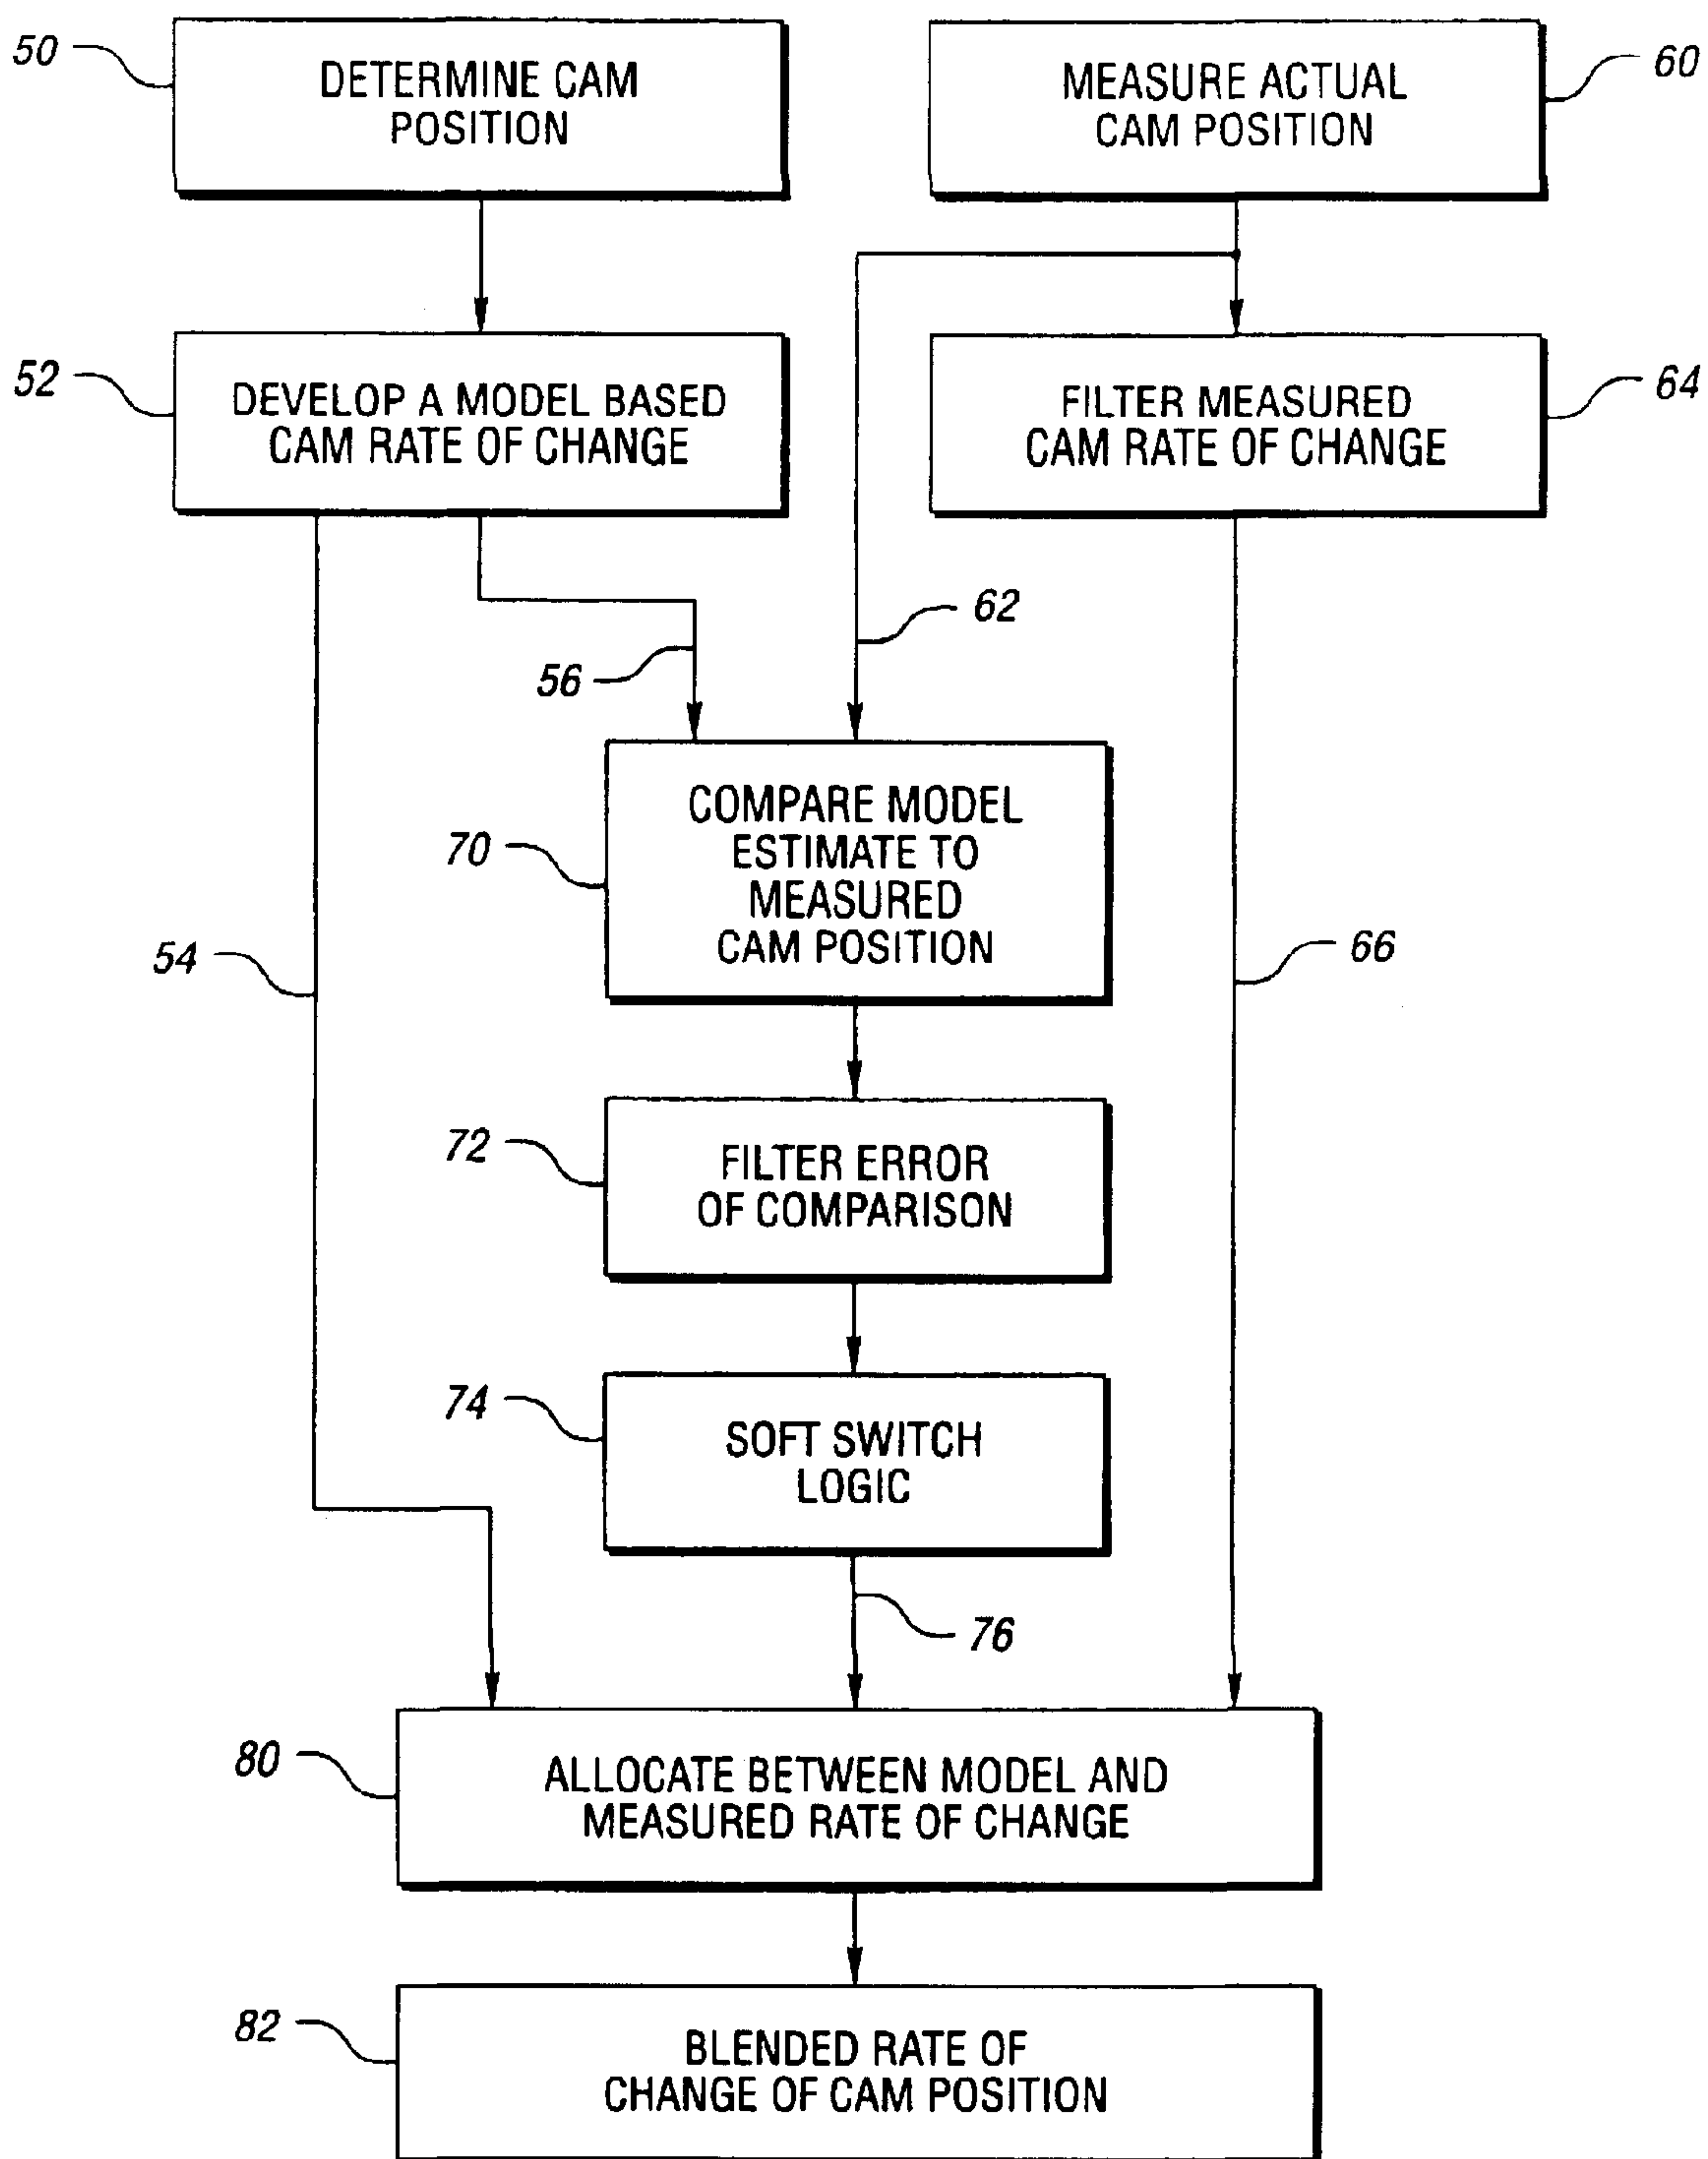 50
DETERMINE CAM
POSITION
60
MEASURE ACTUAL
CAM POSITION
52
DEVELOP A MODEL BASED
CAM RATE OF CHANGE
64
FILTER MEASURED
CAM RATE OF CHANGE
62
56
70
COMPARE MODEL
ESTIMATE TO
MEASURED
CAM POSITION
54
66
72
FILTER ERROR
OF COMPARISON
74
SOFT SWITCH
LOGIC
76
80
ALLOCATE BETWEEN MODEL AND
MEASURED RATE OF CHANGE
82
BLENDED RATE OF
CHANGE OF CAM POSITION